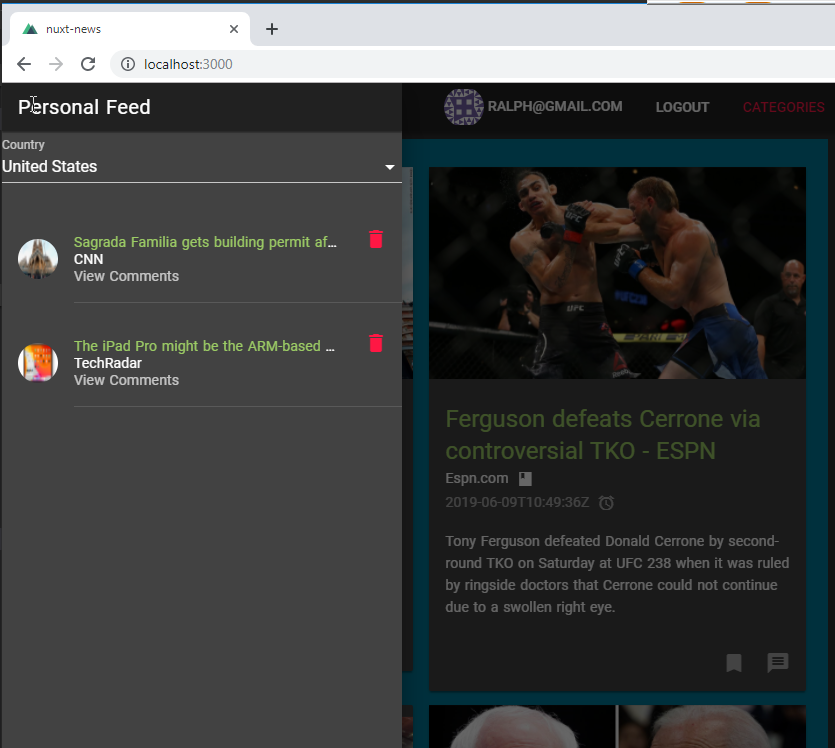 nuxt-news
localhost:3000
Personal Feed
RALPH@GMAIL.COM
LOGOUT
CATEGORIES
Country
United States
Sagrada Familia gets building permit af...
CNN
View Comments
The iPad Pro might be the ARM-based ...
TechRadar
View Comments
UFC
Ferguson defeats Cerrone via
controversial TKO - ESPN
Espn.com
2019-06-09T10:49:36Z
Tony Ferguson defeated Donald Cerrone by second-
round TKO on Saturday at UFC 238 when it was ruled
by ringside doctors that Cerrone could not continue
due to a swollen right eye.